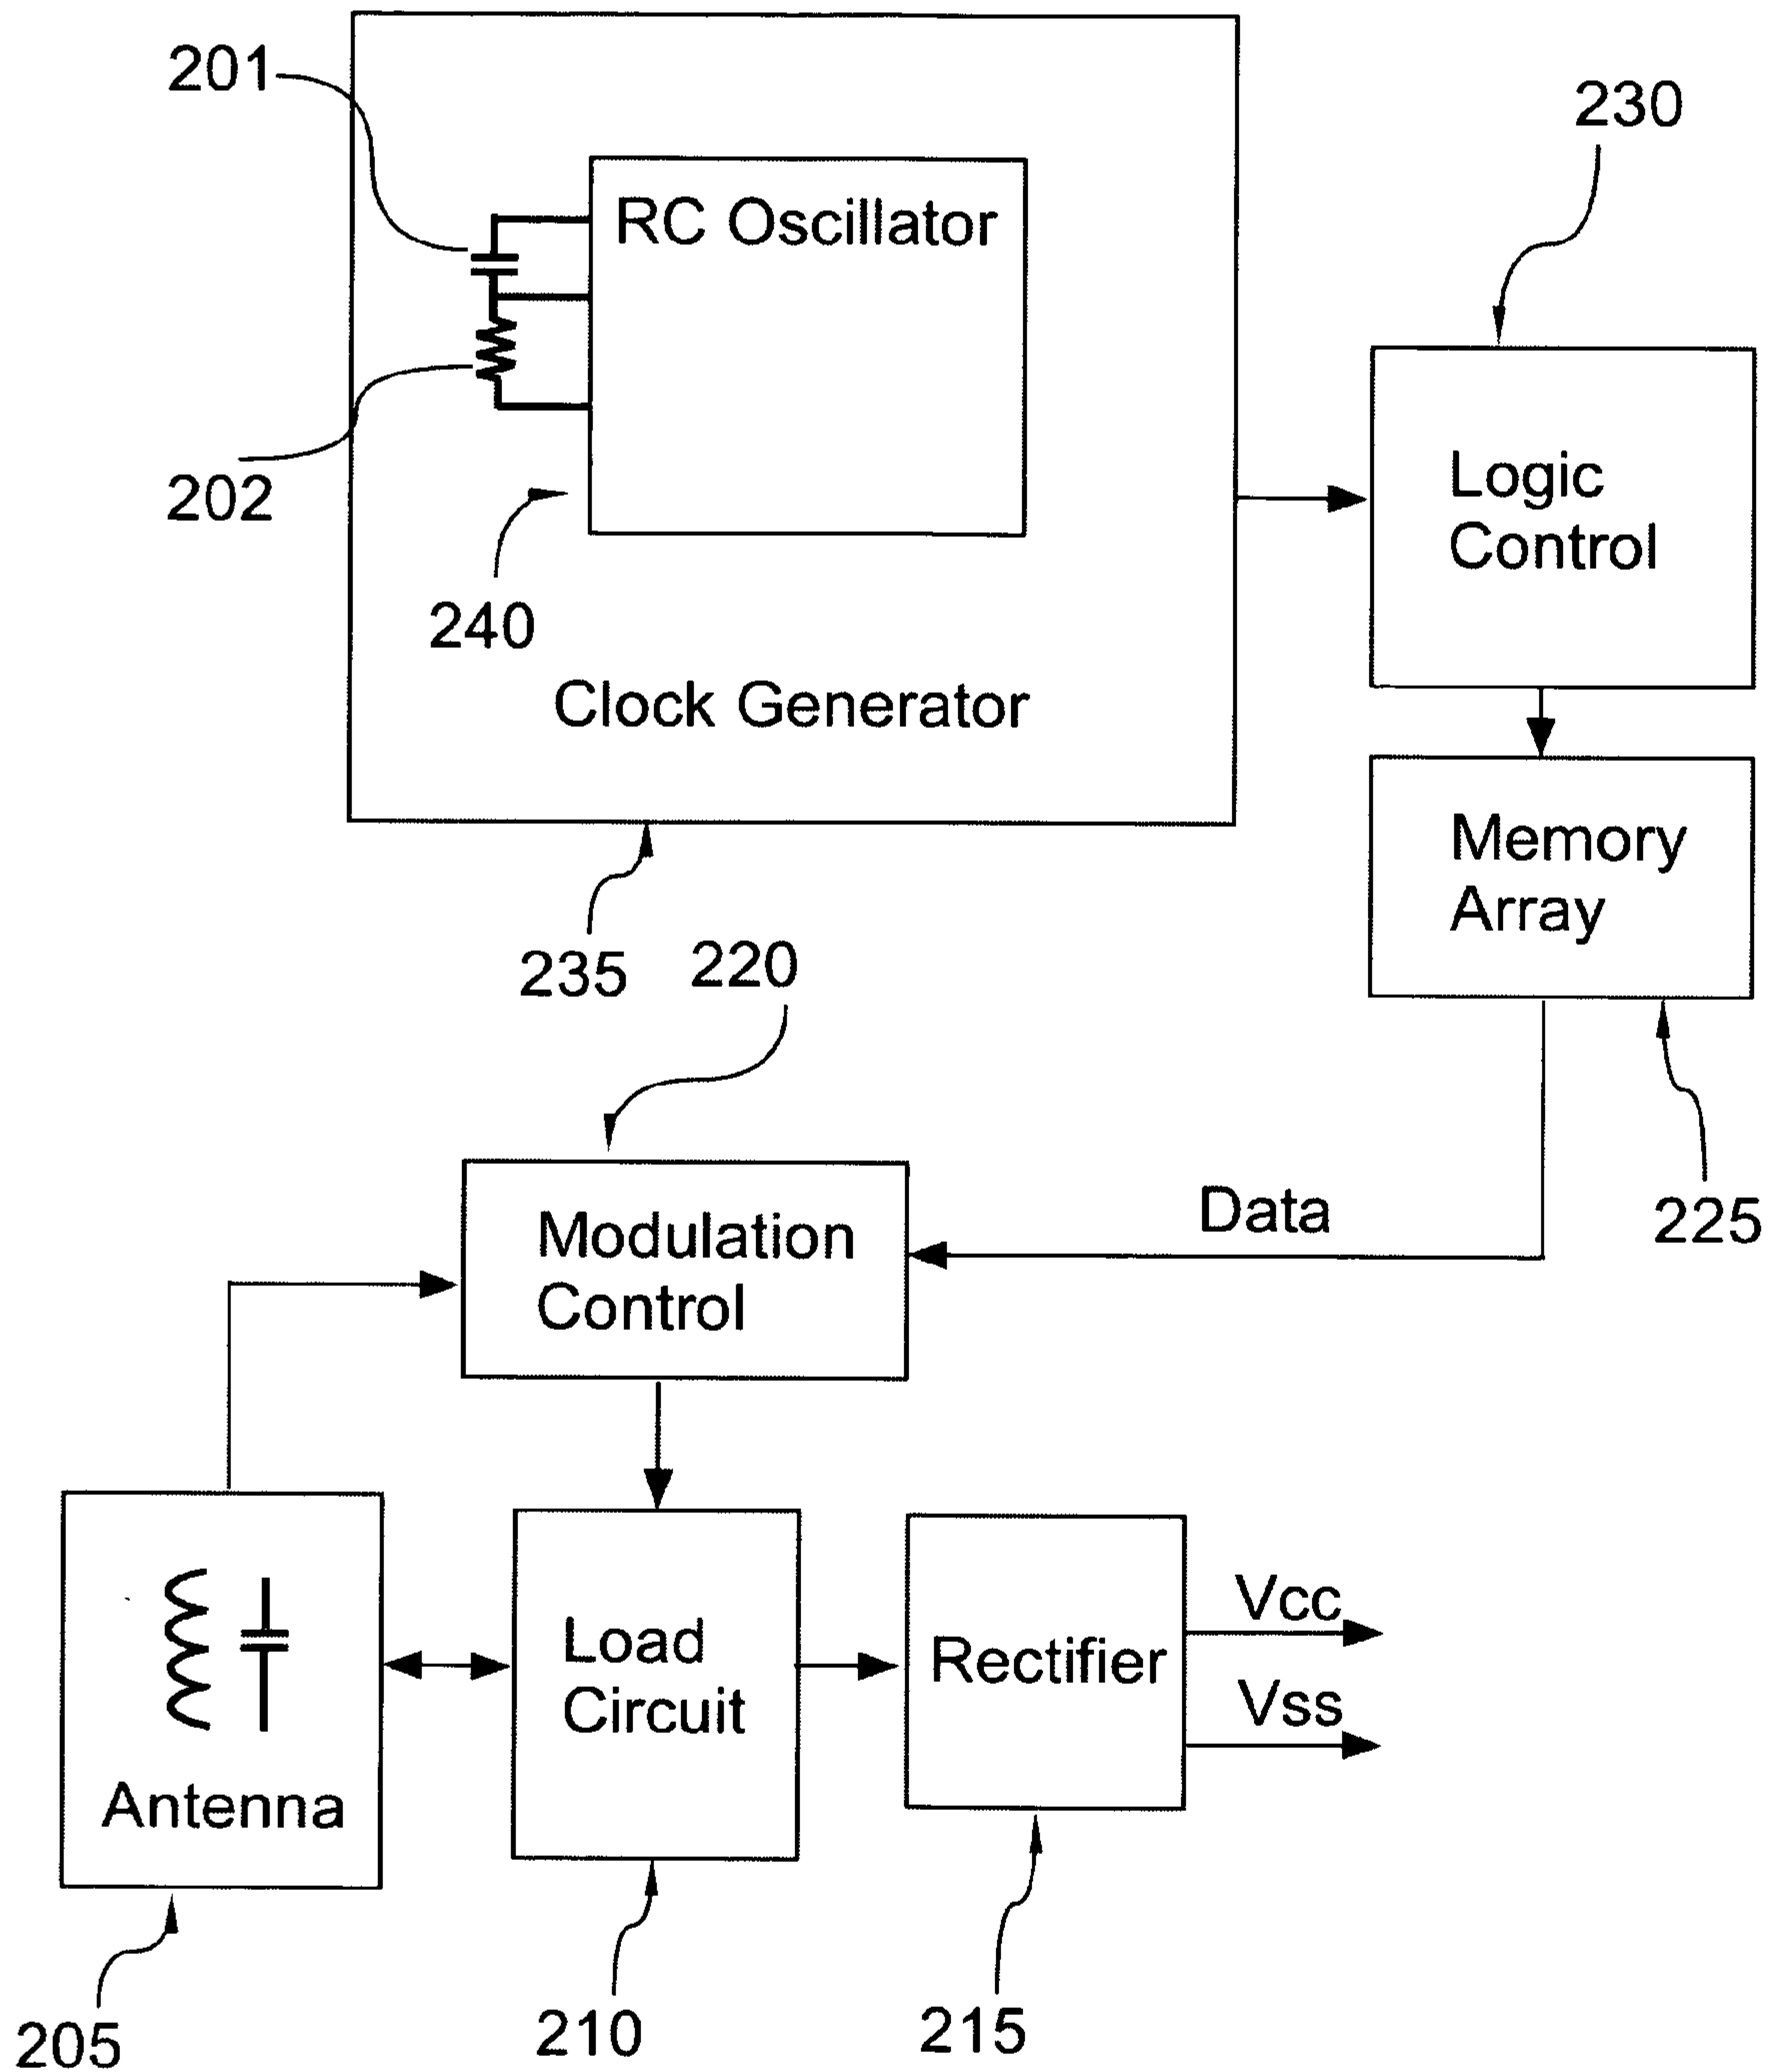 201
230
RC Oscillator
Logic
Control
202
240
Clock Generator
Memory
Array
235
220
225
Data
Modulation
Control
Vcc
Load
Circuit
Rectifier
Vss
Antenna
205
210
215